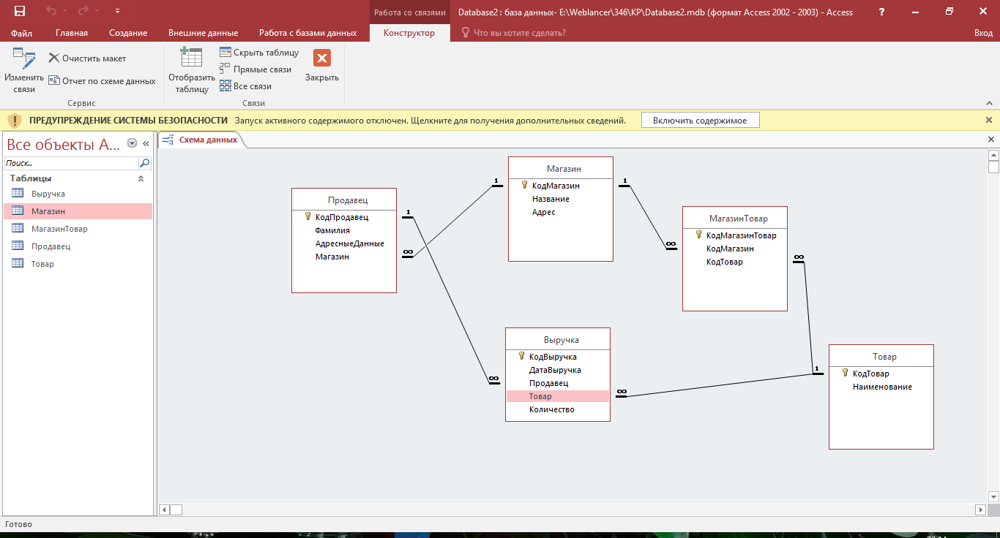 Работа со связями
Database2 : база данных- E:\Weblancer\346\KP\Database2.mdb (формат Access 2002 - 2003) - Access
?
Файл
Главная
Создание
Внешние данные
Работа с базами данных
Конструктор
Что вы хотите сделать?
Вход
Изменить связи
Очистить макет
Отчет по схеме данных
Сервис
Отобразить таблицу
Скрыть таблицу
Прямые связи
Все связи
Связи
Закрыть
ПРЕДУПРЕЖДЕНИЕ СИСТЕМЫ БЕЗОПАСНОСТИ Запуск активного содержимого отключен. Щелкните для получения дополнительных сведений.
Включить содержимое
Все объекты A...
Поиск...
Таблицы
Выручка
Магазин
МагазинТовар
Продавец
Товар
Схема данных
Продавец
КодПродавец
Фамилия
АдресныеДанные
Магазин
1
∞
1
Магазин
КодМагазин
Название
Адрес
1
∞
МагазинТовар
КодМагазинТовар
КодМагазин
КодТовар
∞
∞
Выручка
КодВыручка
ДатаВыручка
Продавец
Товар
Количество
∞
1
Товар
КодТовар
Наименование
Готово